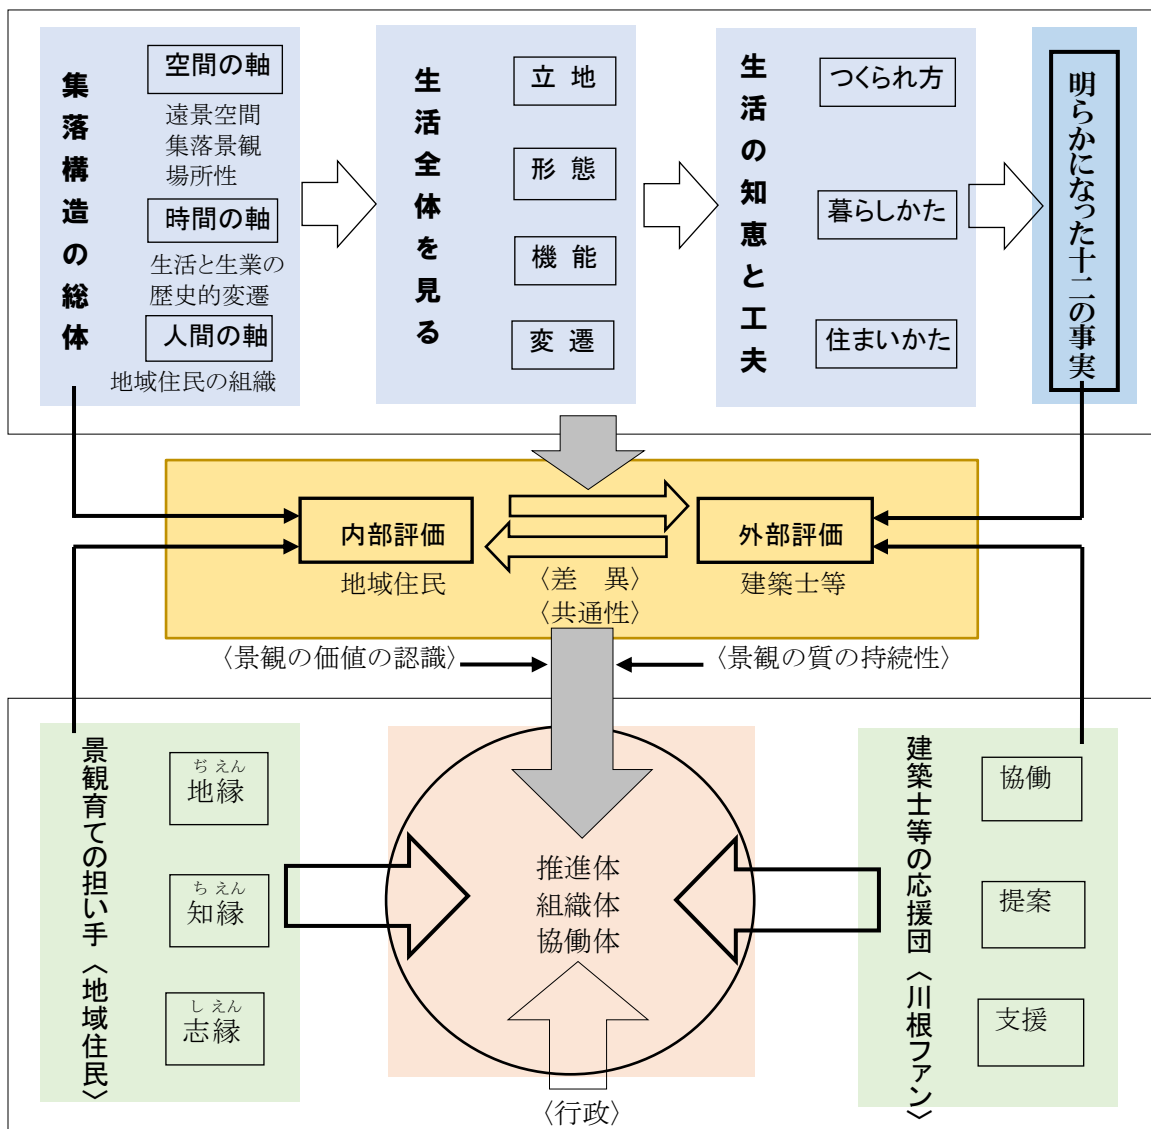 集落構造の総体
空間の軸
遠景空間
集落景観
場所性
時間の軸
生活と生業の
歴史的変遷
人間の軸
地域住民の組織
生活全体を見る
立 地
形 態
機 能
変 遷
生活の知恵と工夫
つくられ方
暮らしかた
住まいかた
明らかになった十二の事実
内部評価
地域住民
〈差　異〉
〈共通性〉
外部評価
建築士等
〈景観の価値の認識〉
〈景観の質の持続性〉
景観育ての担い手〈地域住民〉
ぢ えん
地縁
ち えん
知縁
し えん
志縁
推進体
組織体
協働体
〈行政〉
建築士等の応援団〈川根ファン〉
協働
提案
支援